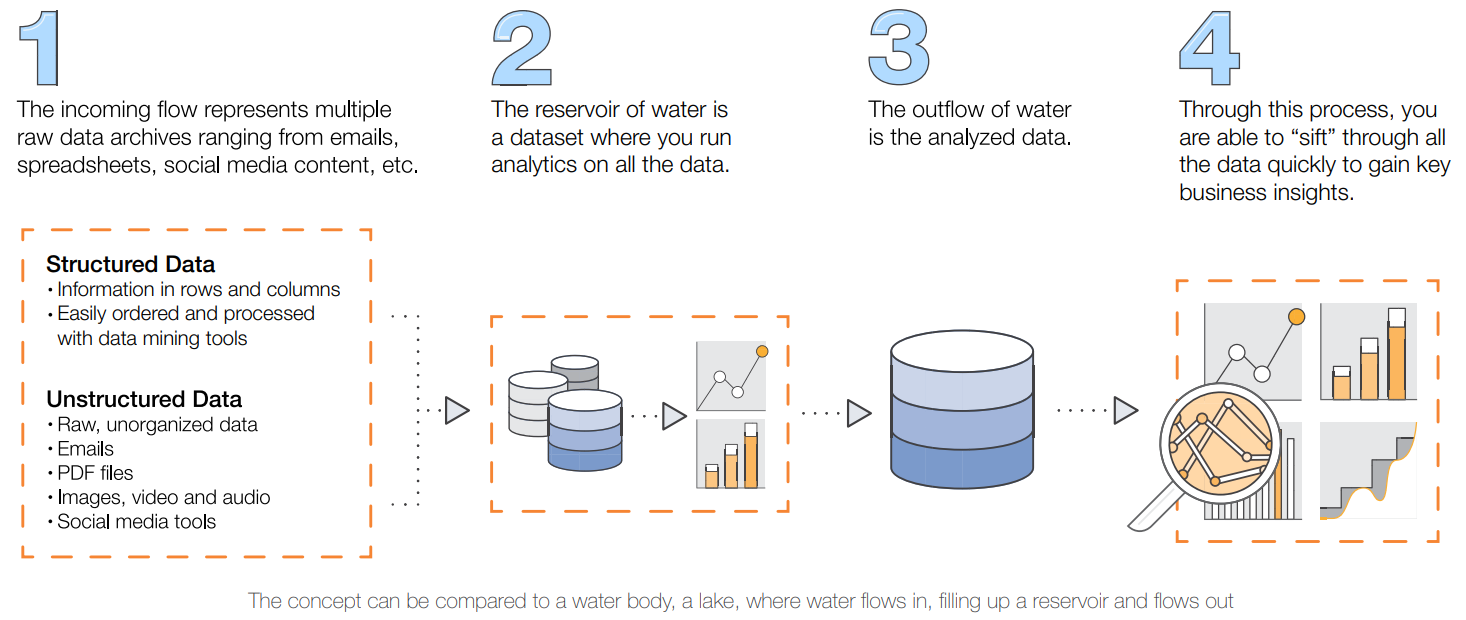 1
The incoming flow represents multiple
raw data archives ranging from emails,
spreadsheets, social media content, etc.
2
The reservoir of water is
a dataset where you run
analytics on all the data.
3
The outflow of water
is the analyzed data.
4
Through this process, you
are able to “sift” through all
the data quickly to gain key
business insights.
Structured Data
· Information in rows and columns
· Easily ordered and processed
with data mining tools
Unstructured Data
· Raw, unorganized data
· Emails
· PDF files
· Images, video and audio
· Social media tools
The concept can be compared to a water body, a lake, where water flows in, filling up a reservoir and flows out